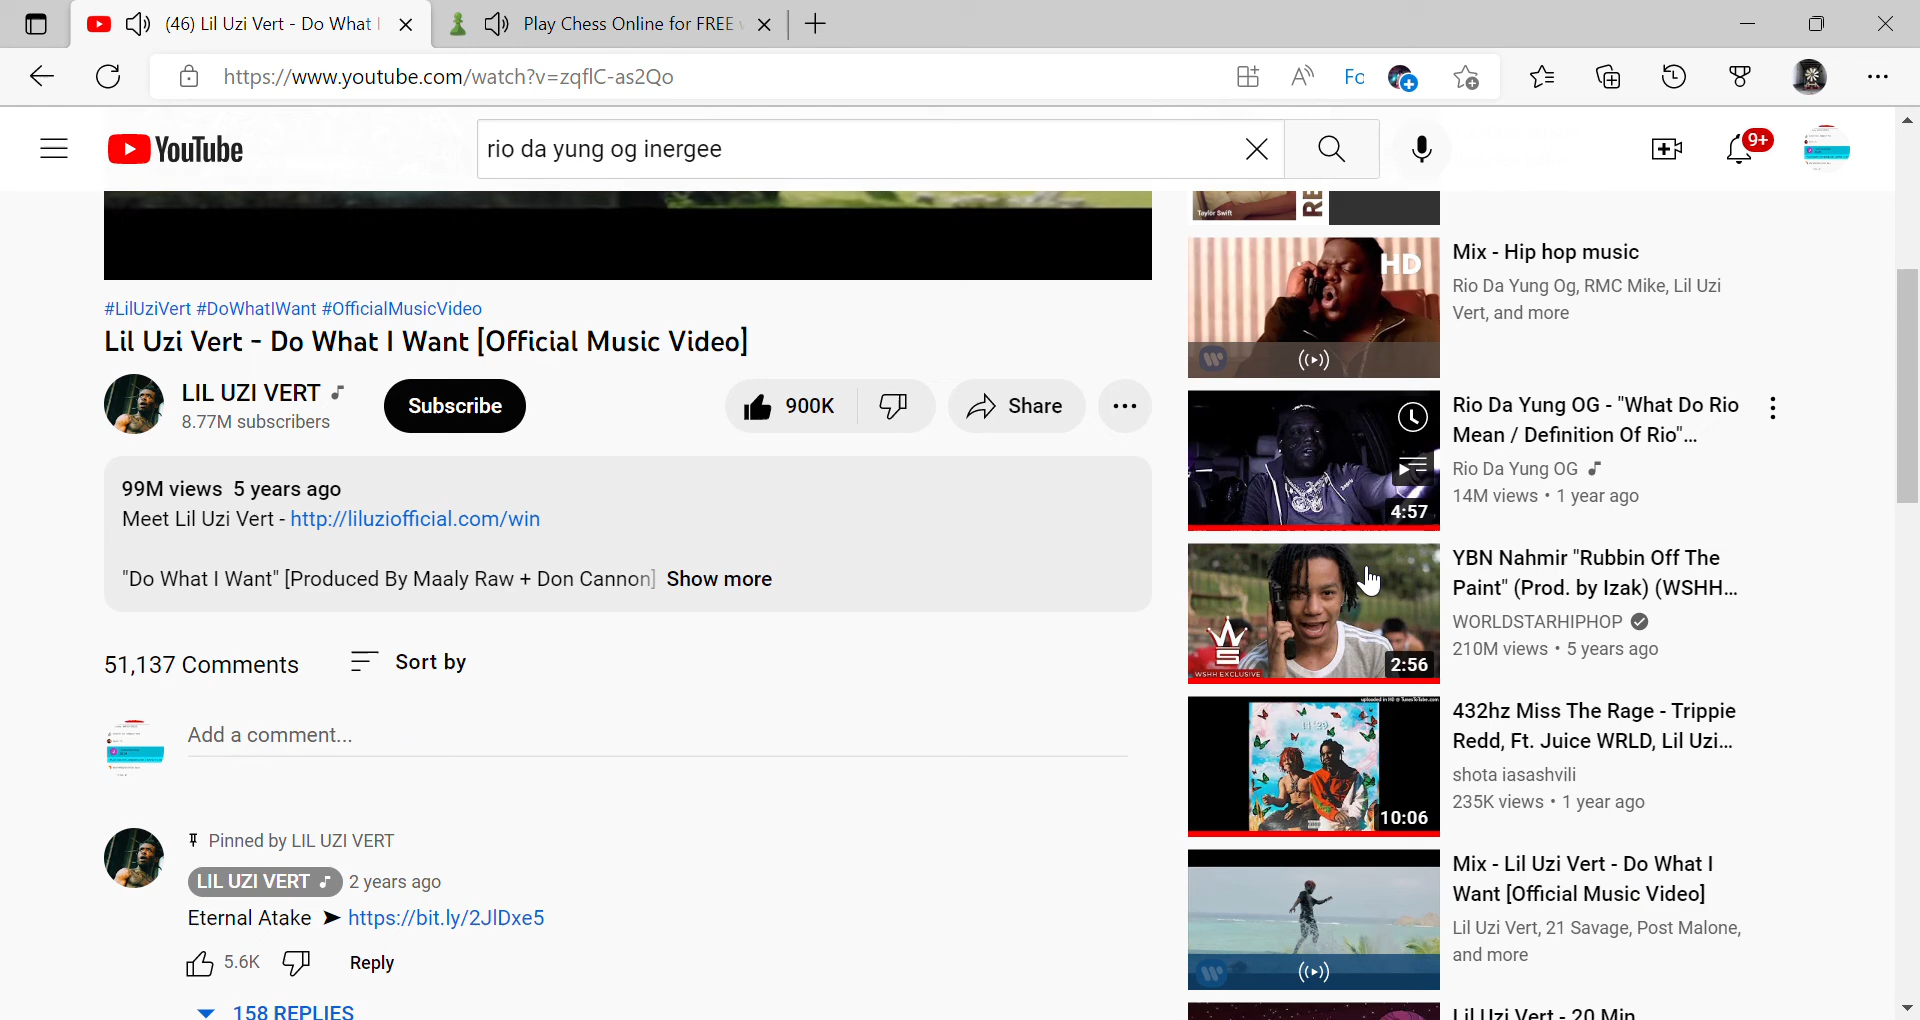 (46) Lil Uzi Vert - Do What I
Play Chess Online for FREE
https://www.youtube.com/watch?v=zqflC-as2Qo
YouTube
rio da yung og inergee
9+
#LilUziVert #DoWhatIWant #OfficialMusicVideo
Lil Uzi Vert - Do What I Want [Official Music Video]
LIL UZI VERT
8.77M subscribers
Subscribe
900K
Share
99M views 5 years ago
Meet Lil Uzi Vert - http://liluziofficial.com/win
"Do What I Want" [Produced By Maaly Raw + Don Cannon] Show more
51,137 Comments
Sort by
Add a comment...
Pinned by LIL UZI VERT
LIL UZI VERT 2 years ago
Eternal Atake ➤ https://bit.ly/2JlDxe5
5.6K
Reply
158 REPLIES
Taylor Swift
RE
HD
Mix - Hip hop music
Rio Da Yung Og, RMC Mike, Lil Uzi
Vert, and more
4:57
Rio Da Yung OG - "What Do Rio
Mean / Definition Of Rio"...
Rio Da Yung OG
14M views • 1 year ago
WSHH EXCLUSIVE
2:56
YBN Nahmir "Rubbin Off The
Paint" (Prod. by Izak) (WSHH...
WORLDSTARHIPHOP
210M views • 5 years ago
uploaded in HD @ TunesToTube.com
10:06
432hz Miss The Rage - Trippie
Redd, Ft. Juice WRLD, Lil Uzi...
shota iasashvili
235K views • 1 year ago
Mix - Lil Uzi Vert - Do What I
Want [Official Music Video]
Lil Uzi Vert, 21 Savage, Post Malone,
and more
Lil Uzi Vert - 20 Min